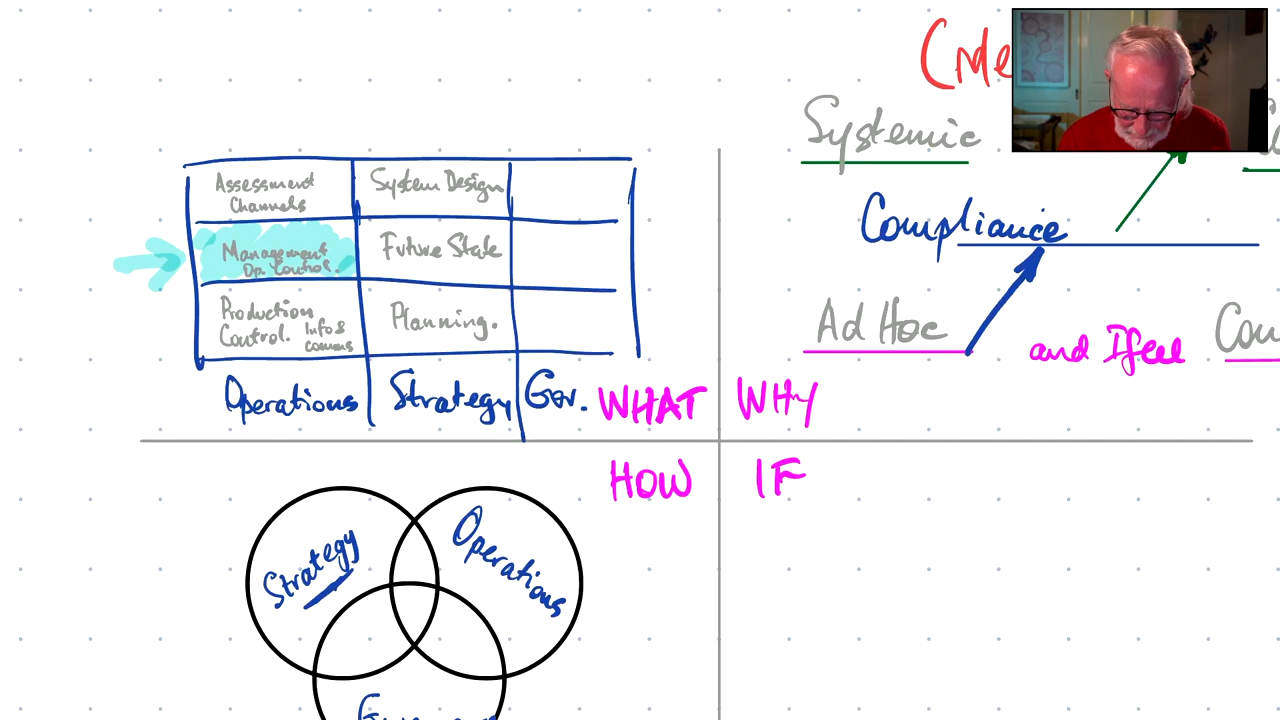 Systemic
Compliance
Ad Hoc
and I feel
Assessment
Channels
System Design
Management
Op. Control.
Future State
Production
Control. Info &
comms
Planning.
Operations
Strategy
Gov.
WHAT
WHY
HOW
IF
Strategy
Operations